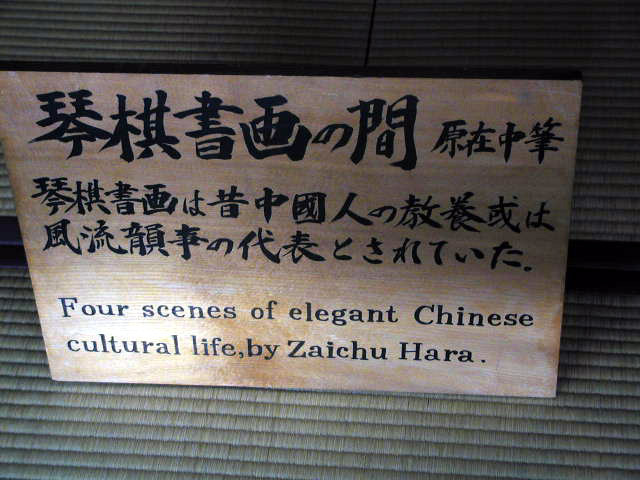 琴棋書画の間 原在中筆
琴棋書画は昔中國人の教養或は
風流韻事の代表とされていた.
Four scenes of elegant Chinese
cultural life,by Zaichu Hara.